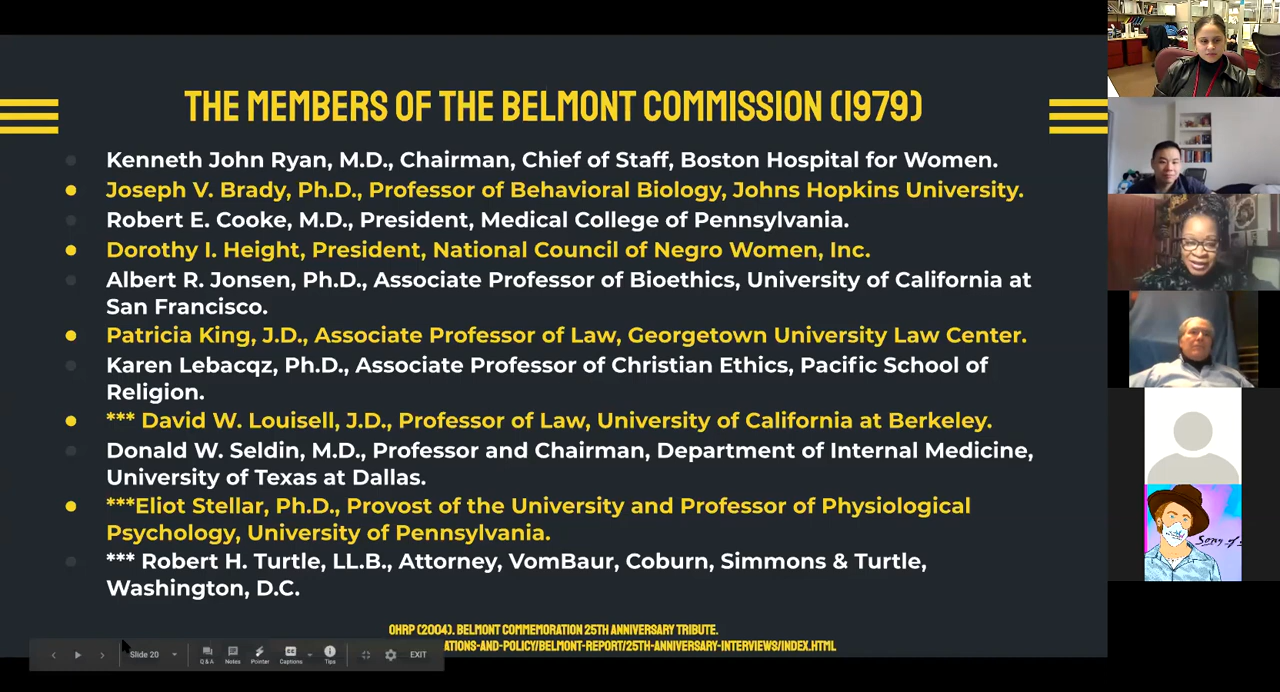 THE MEMBERS OF THE BELMONT COMMISSION (1979)
Kenneth John Ryan, M.D., Chairman, Chief of Staff, Boston Hospital for Women.
Joseph V. Brady, Ph.D., Professor of Behavioral Biology, Johns Hopkins University.
Robert E. Cooke, M.D., President, Medical College of Pennsylvania.
Dorothy I. Height, President, National Council of Negro Women, Inc.
Albert R. Jonsen, Ph.D., Associate Professor of Bioethics, University of California at
San Francisco.
Patricia King, J.D., Associate Professor of Law, Georgetown University Law Center.
Karen Lebacqz, Ph.D., Associate Professor of Christian Ethics, Pacific School of
Religion.
*** David W. Louisell, J.D., Professor of Law, University of California at Berkeley.
Donald W. Seldin, M.D., Professor and Chairman, Department of Internal Medicine,
University of Texas at Dallas.
***Eliot Stellar, Ph.D., Provost of the University and Professor of Physiological
Psychology, University of Pennsylvania.
*** Robert H. Turtle, LL.B., Attorney, VomBaur, Coburn, Simmons & Turtle,
Washington, D.C.
OHRP (2004). BELMONT COMMEMORATION 25TH ANNIVERSARY TRIBUTE.
ATIONS-AND-POLICY/BELMONT-REPORT/25TH-ANNIVERSARY-INTERVIEWS/INDEX.HTML
Slide 20 Q & A Notes Pointer Captions Tips EXIT
Song of